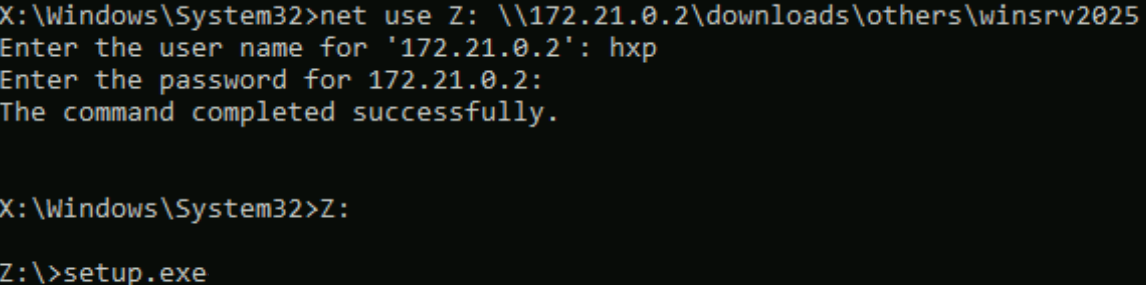 X:\Windows\System32>net use Z: \\172.21.0.2\downloads\others\winsrv2025
Enter the user name for '172.21.0.2': hxp
Enter the password for 172.21.0.2:
The command completed successfully.
X:\Windows\System32>Z:
Z:\>setup.exe